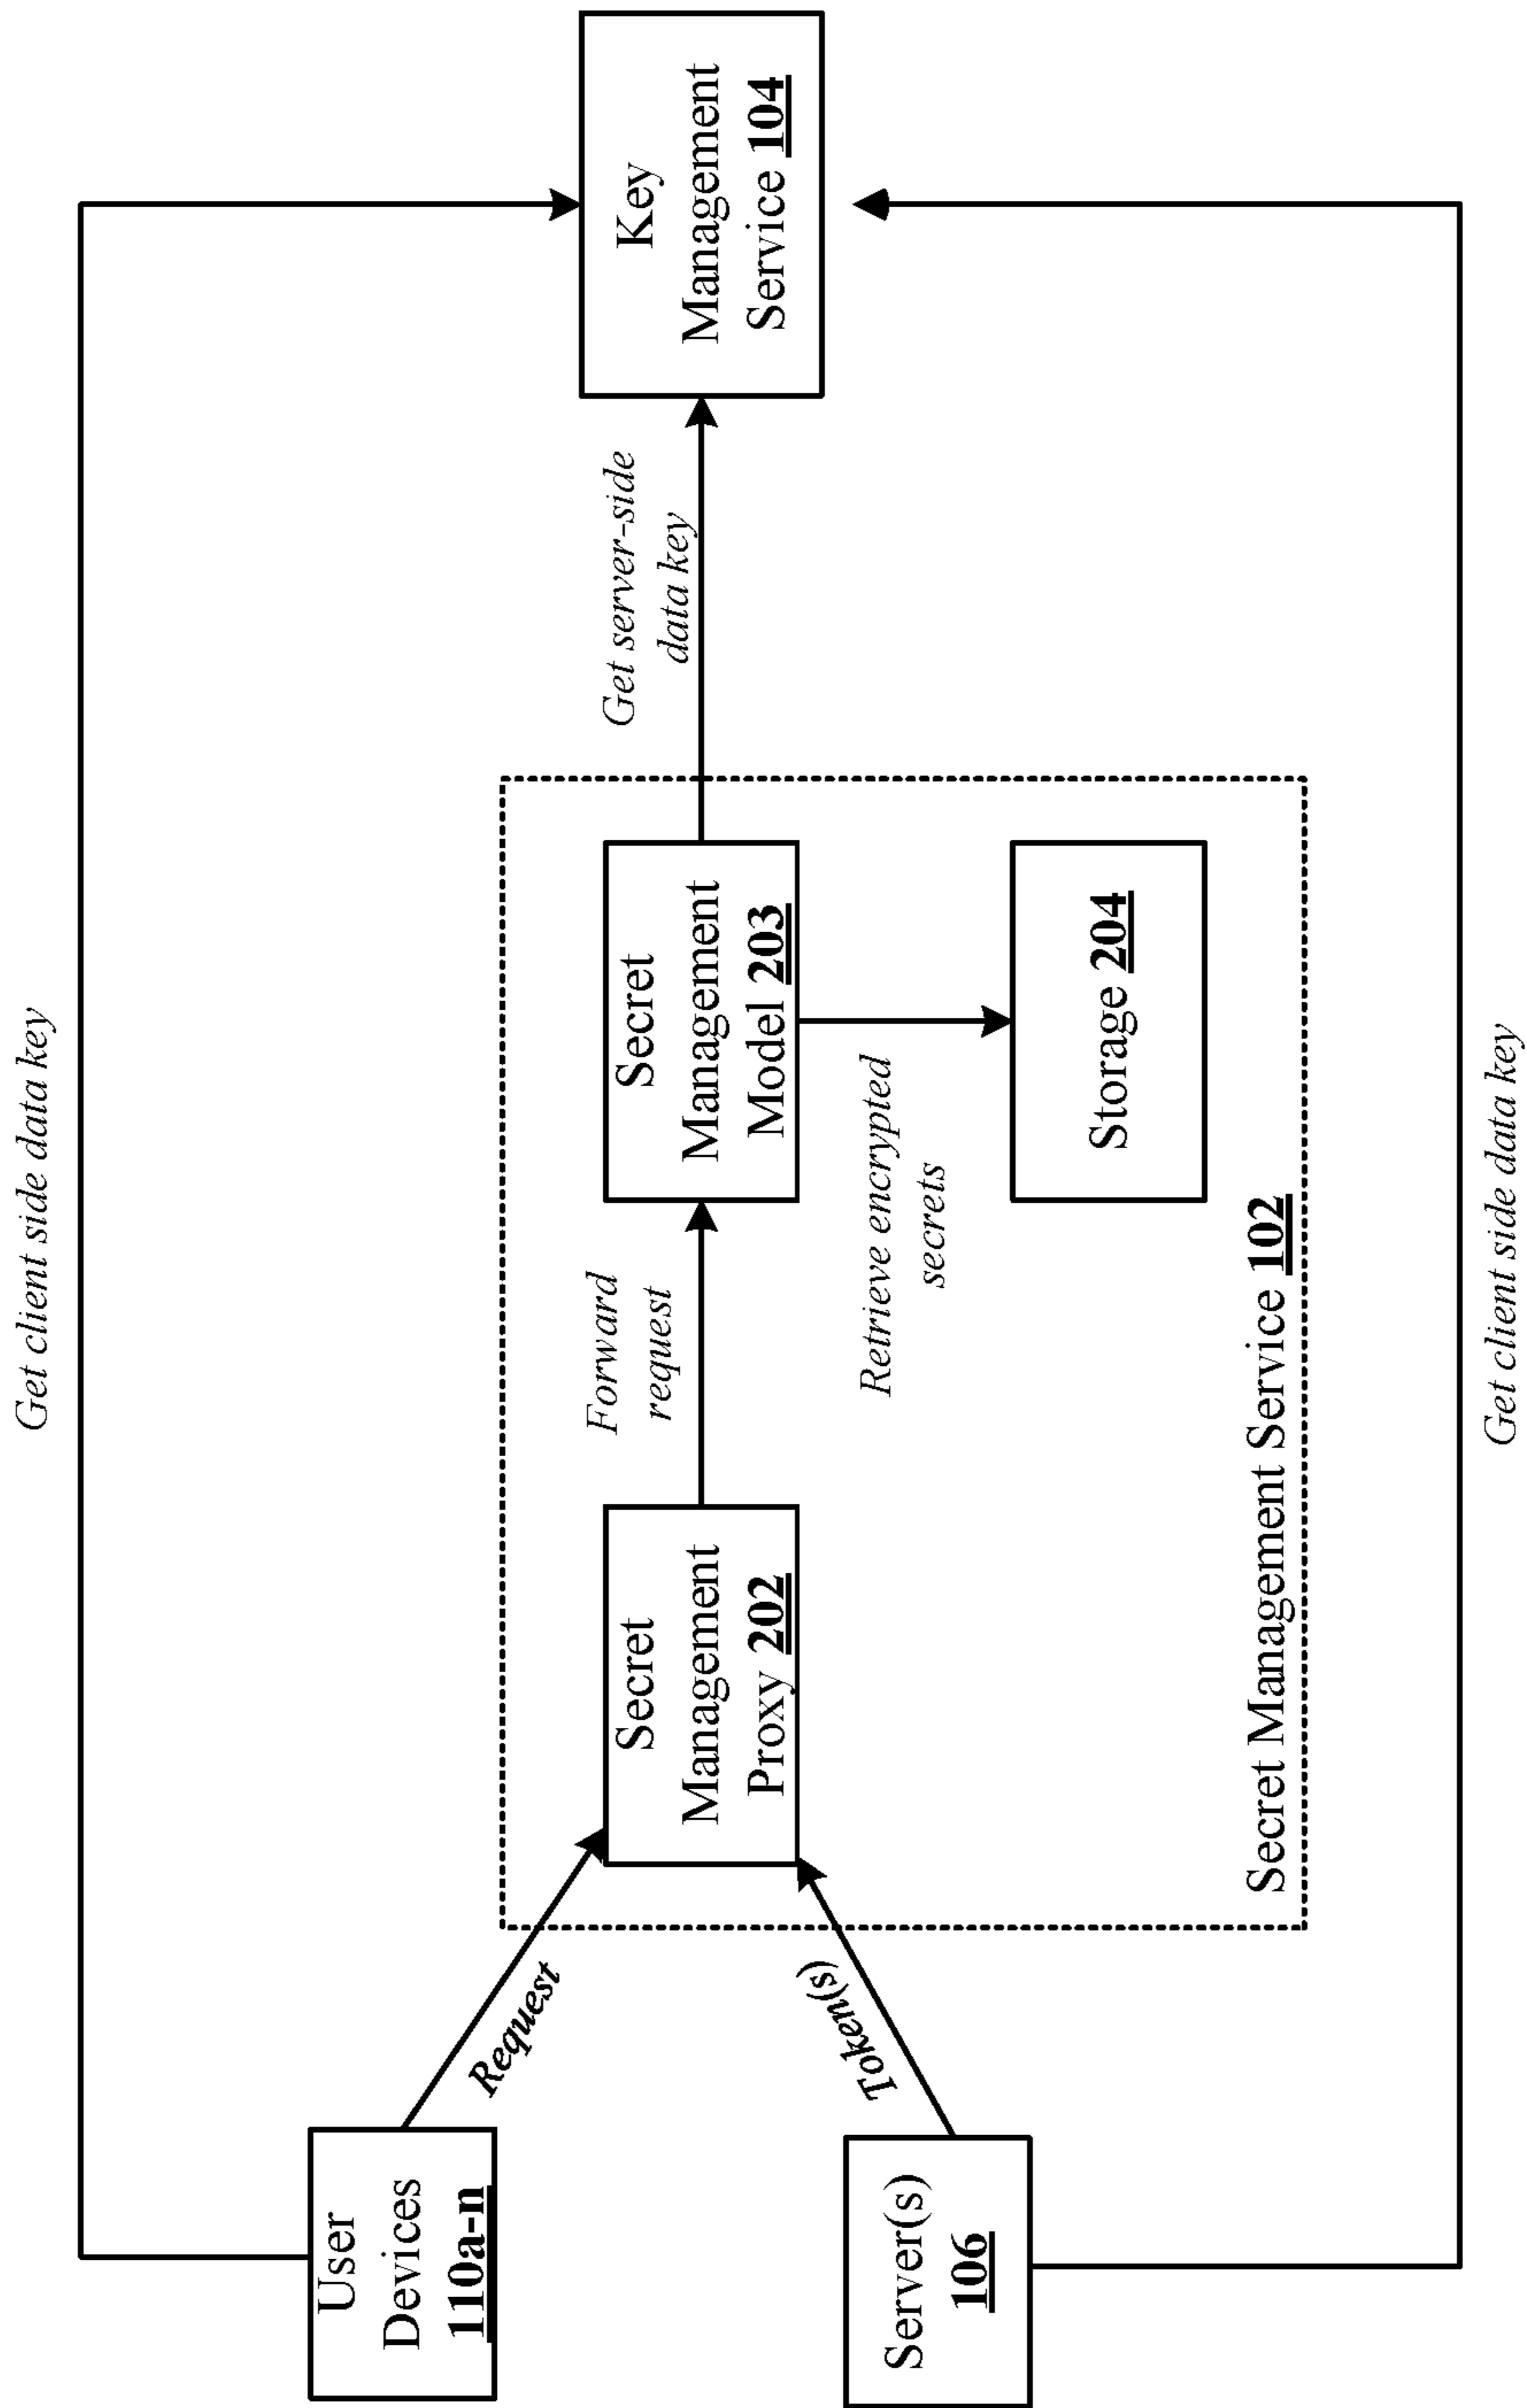 Get client side data key
User
Devices
110a-n
Request
Server(s)
106
Token(s)
Secret
Management
Proxy 202
Forward
request
Secret
Management
Model 203
Retrieve encrypted
secrets
Storage 204
Secret Management Service 102
Get server-side
data key
Key
Management
Service 104
Get client side data key